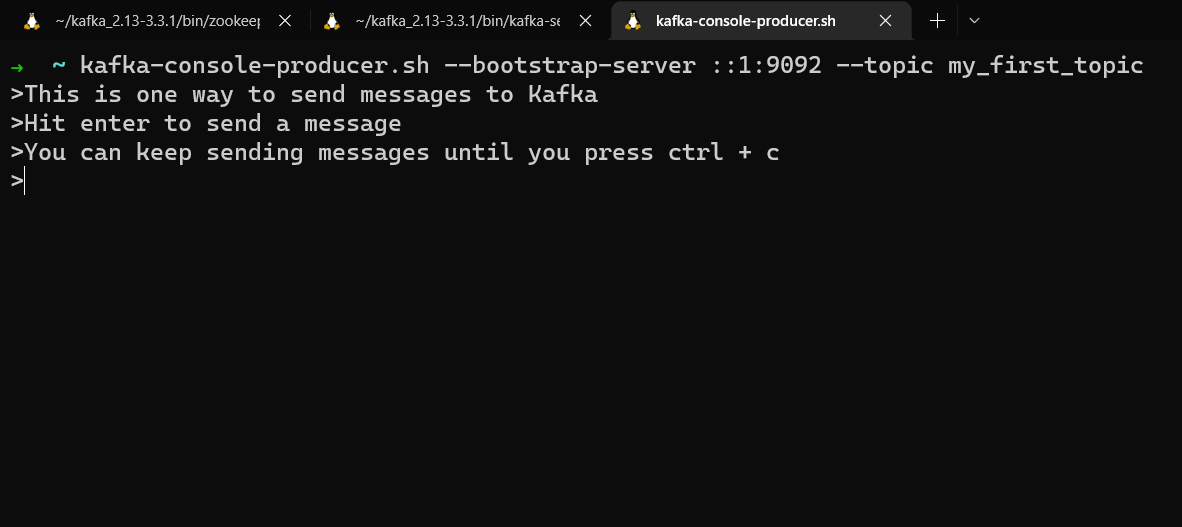 ~/kafka_2.13-3.3.1/bin/zookeep
~/kafka_2.13-3.3.1/bin/kafka-se
kafka-console-producer.sh
→ ~ kafka-console-producer.sh --bootstrap-server ::1:9092 --topic my_first_topic
>This is one way to send messages to Kafka
>Hit enter to send a message
>You can keep sending messages until you press ctrl + c
>